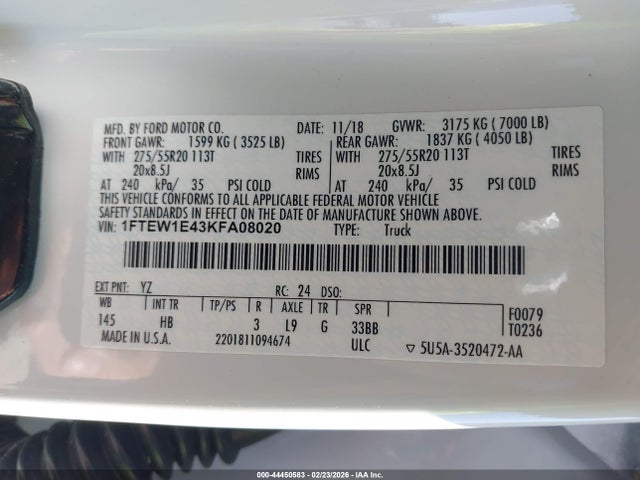 MFD. BY FORD MOTOR CO. 11/18 GVWR: 3175 KG ( 7000 LB)
FRONT GAWR: 1599 KG ( 3525 LB) REAR GAWR: 1837 KG ( 4050 LB)
WITH 275/55R20 113T TIRES WITH 275/55R20 113T TIRES
20x8.5J RIMS 20x8.5J RIMS
AT 240 kPa/ 35 PSI COLD AT 240 kPa/ 35 PSI COLD
THIS VEHICLE CONFORMS TO ALL APPLICABLE FEDERAL MOTOR VEHICLE
SAFETY STANDARDS IN EFFECT ON THE DATE OF MANUFACTURE SHOWN ABOVE.
VIN: 1FTEW1E43KFA08020 TYPE: Truck
EXT PNT: YZ RC: 24 DSO:
WB INT TR TP/PS R AXLE TR SPR F0079
145 HB 3 L9 G 33BB T0236
MADE IN U.S.A. 2201811094674 ULC ▽ 5U5A-3520472-AA
000-44450583 - 02/23/2026 - IAA Inc.